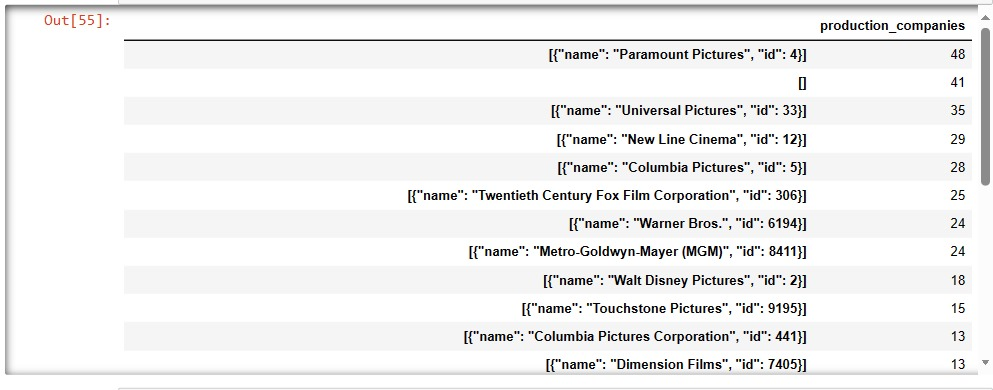 Out[55]:
production_companies
[{"name": "Paramount Pictures", "id": 4}] 48
[] 41
[{"name": "Universal Pictures", "id": 33}] 35
[{"name": "New Line Cinema", "id": 12}] 29
[{"name": "Columbia Pictures", "id": 5}] 28
[{"name": "Twentieth Century Fox Film Corporation", "id": 306}] 25
[{"name": "Warner Bros.", "id": 6194}] 24
[{"name": "Metro-Goldwyn-Mayer (MGM)", "id": 8411}] 24
[{"name": "Walt Disney Pictures", "id": 2}] 18
[{"name": "Touchstone Pictures", "id": 9195}] 15
[{"name": "Columbia Pictures Corporation", "id": 441}] 13
[{"name": "Dimension Films", "id": 7405}] 13